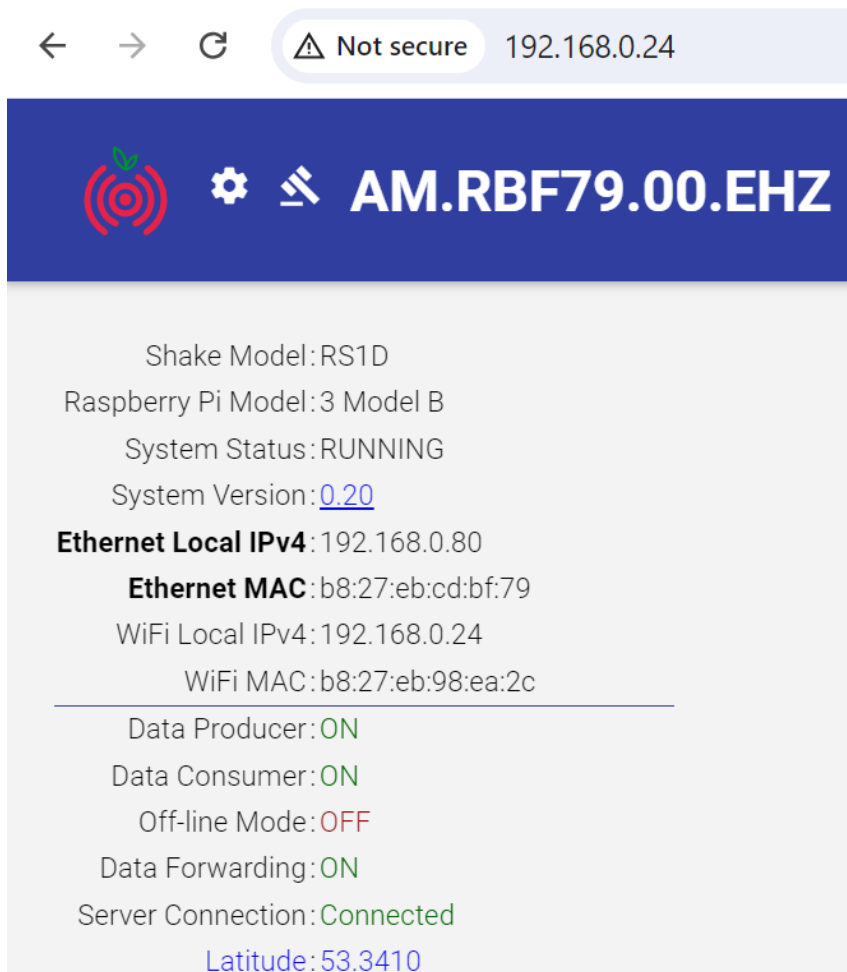 Not secure 192.168.0.24
AM.RBF79.00.EHZ
Shake Model:RS1D
Raspberry Pi Model:3 Model B
System Status:RUNNING
System Version:0.20
Ethernet Local IPv4:192.168.0.80
Ethernet MAC:b8:27:eb:cd:bf:79
WiFi Local IPv4:192.168.0.24
WiFi MAC:b8:27:eb:98:ea:2c
Data Producer:ON
Data Consumer:ON
Off-line Mode:OFF
Data Forwarding:ON
Server Connection:Connected
Latitude:53.3410